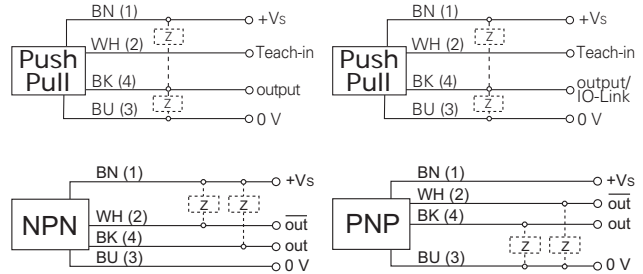 BN (1) +Vs
Z
WH (2) Teach-in
Push
Pull
BK (4) output
Z
BU (3) 0 V
BN (1) +Vs
Z
WH (2) Teach-in
Push
Pull
BK (4) output/
IO-Link
Z
BU (3) 0 V
BN (1) +Vs
Z Z
NPN
WH (2) out
BK (4) out
BU (3) 0 V
BN (1) +Vs
WH (2) out
PNP
BK (4) out
Z Z
BU (3) 0 V